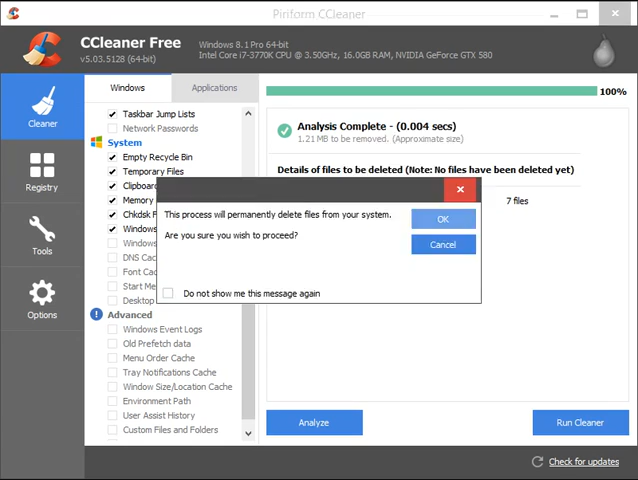 Piriform CCleaner
CCleaner Free
v5.03.5128 (64-bit)
Windows 8.1 Pro 64-bit
Intel Core i7-3770K CPU @ 3.50GHz, 16.0GB RAM, NVIDIA GeForce GTX 580
Cleaner
Registry
Tools
Options
Windows
Applications
Taskbar Jump Lists
Network Passwords
System
Empty Recycle Bin
Temporary Files
Clipboar
Memory
Chkdsk F
Windows
Windows
DNS Cac
Font Cac
Start Me
Desktop
Advanced
Windows Event Logs
Old Prefetch data
Menu Order Cache
Tray Notifications Cache
Window Size/Location Cache
Environment Path
User Assist History
Custom Files and Folders
100%
Analysis Complete - (0.004 secs)
1.21 MB to be removed. (Approximate size)
Details of files to be deleted (Note: No files have been deleted yet)
7 files
This process will permanently delete files from your system.
Are you sure you wish to proceed?
OK
Cancel
Do not show me this message again
Analyze
Run Cleaner
Check for updates